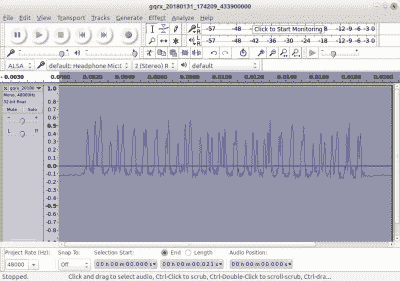 gqrx_20180131_174209_433900000
File Edit View Transport Tracks Generate Effect Analyze Help
-57 -48 Click to Start Monitoring -12 -9 -6 -3 0
-57 -48 -42 -36 -30 -24 -18 -12 -9 -6 -3 0
ALSA default: Headphone Mic: 2 (Stereo) R default
0.0000
gqrx_20180
Mono, 48000Hz
32-bit float
Mute Solo
- +
L R
1.0
0.9
0.8
0.7
0.6
0.5
0.4
0.3
0.2
0.1
0.0
-0.1
-0.2
-0.3
-0.4
-0.5
-0.6
-0.7
-0.8
Project Rate (Hz): Snap To: Selection Start: End Length Audio Position:
48000 Off 00 h 00 m 00.000 s 00 h 00 m 00.021 s 00 h 00 m 00.000 s
Stopped. Click and drag to select audio, Ctrl-Click to scrub, Ctrl-Double-Click to scroll-scrub, Ctrl-dra...